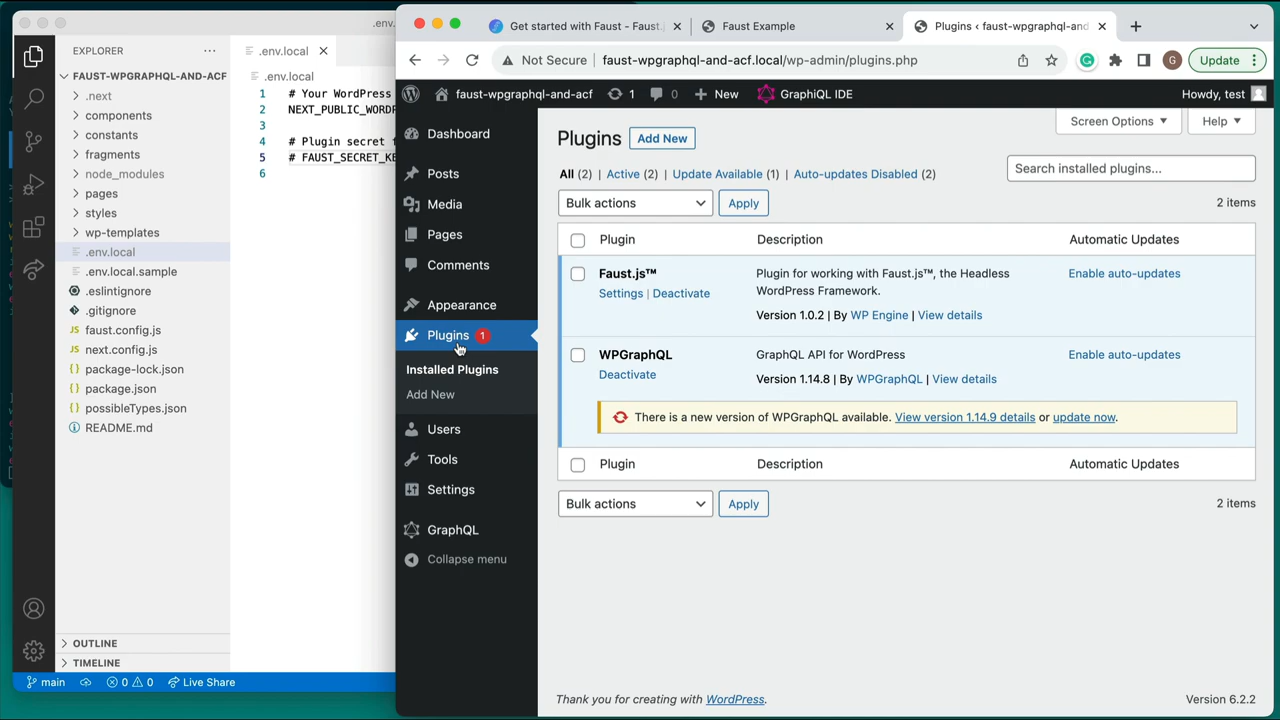 .env.
EXPLORER
FAUST-WPGRAPHQL-AND-ACF
.next
components
constants
fragments
node_modules
pages
styles
wp-templates
.env.local
.env.local.sample
.eslintignore
.gitignore
JS faust.config.js
JS next.config.js
package-lock.json
package.json
possibleTypes.json
README.md
OUTLINE
TIMELINE
main
0 0
Live Share
.env.local
.env.local
1 # Your WordPress
2 NEXT_PUBLIC_WORDPR
3
4 # Plugin secret f
5 # FAUST_SECRET_KE
6
Get started with Faust - Faust.j
Faust Example
Plugins ‹ faust-wpgraphql-and
Not Secure
faust-wpgraphql-and-acf.local/wp-admin/plugins.php
G
Update
faust-wpgraphql-and-acf
1
0
New
GraphiQL IDE
Howdy, test
Dashboard
Posts
Media
Pages
Comments
Appearance
Plugins 1
Installed Plugins
Add New
Users
Tools
Settings
GraphQL
Collapse menu
Screen Options
Help
Plugins
Add New
All (2) | Active (2) | Update Available (1) | Auto-updates Disabled (2)
Search installed plugins...
Bulk actions
Apply
2 items
Plugin Description Automatic Updates
Faust.js™
Settings | Deactivate
Plugin for working with Faust.js™, the Headless
WordPress Framework.
Version 1.0.2 | By WP Engine | View details
Enable auto-updates
WPGraphQL
Deactivate
GraphQL API for WordPress
Version 1.14.8 | By WPGraphQL | View details
Enable auto-updates
There is a new version of WPGraphQL available. View version 1.14.9 details or update now.
Plugin Description Automatic Updates
Bulk actions
Apply
2 items
Thank you for creating with WordPress.
Version 6.2.2